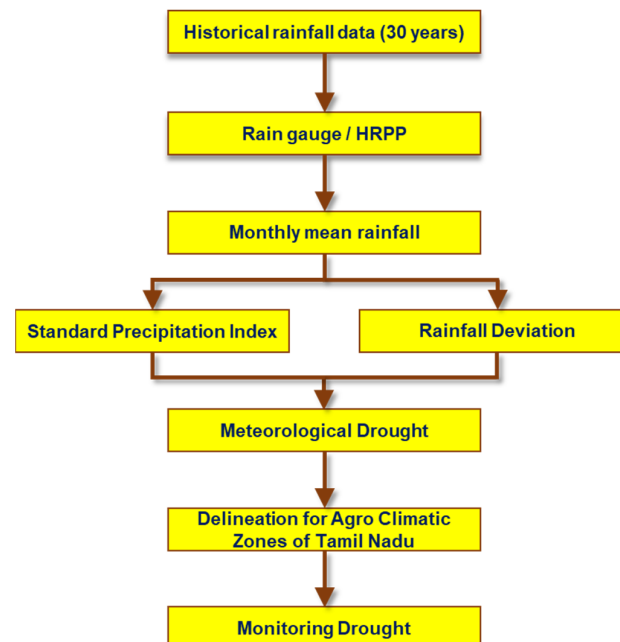 Historical rainfall data (30 years)
Rain gauge / HRPP
Monthly mean rainfall
Standard Precipitation Index
Rainfall Deviation
Meteorological Drought
Delineation for Agro Climatic
Zones of Tamil Nadu
Monitoring Drought